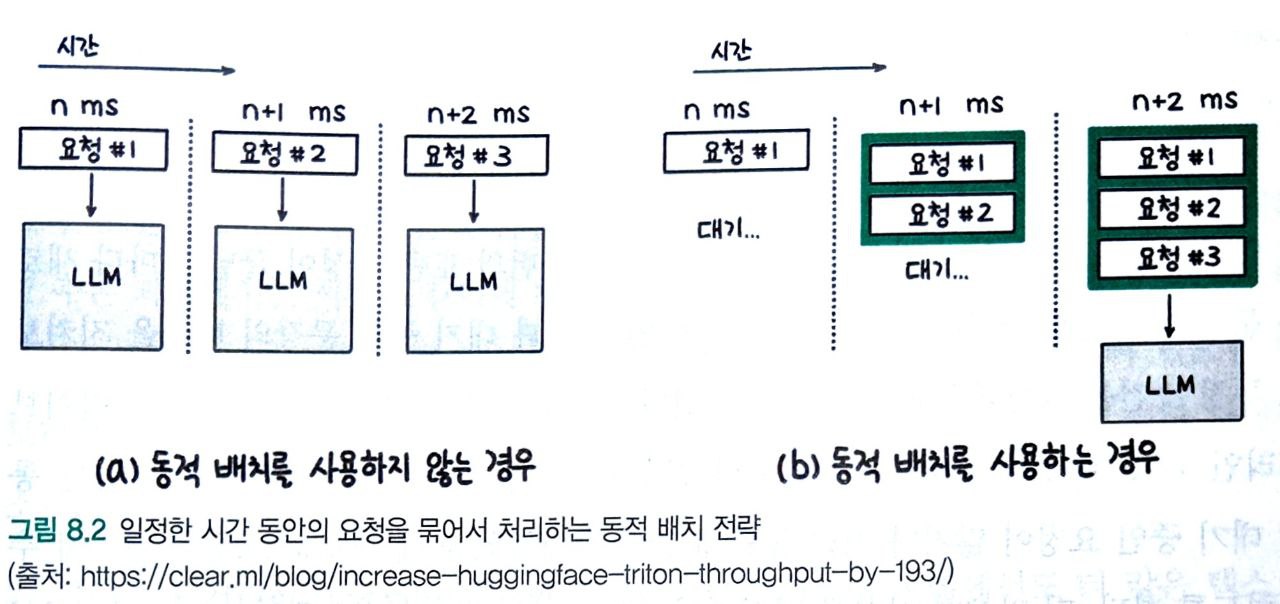 시간
n ms
n+1 ms
n+2 ms
요청 #1
요청 #2
요청 #3
LLM
LLM
LLM
(a) 동적 배치를 사용하지 않는 경우
시간
n ms
n+1 ms
n+2 ms
요청 #1
대기...
요청 #1
요청 #2
대기...
요청 #1
요청 #2
요청 #3
LLM
(b) 동적 배치를 사용하는 경우
그림 8.2 일정한 시간 동안의 요청을 묶어서 처리하는 동적 배치 전략
(출처: https://clear.ml/blog/increase-huggingface-triton-throughput-by-193/)